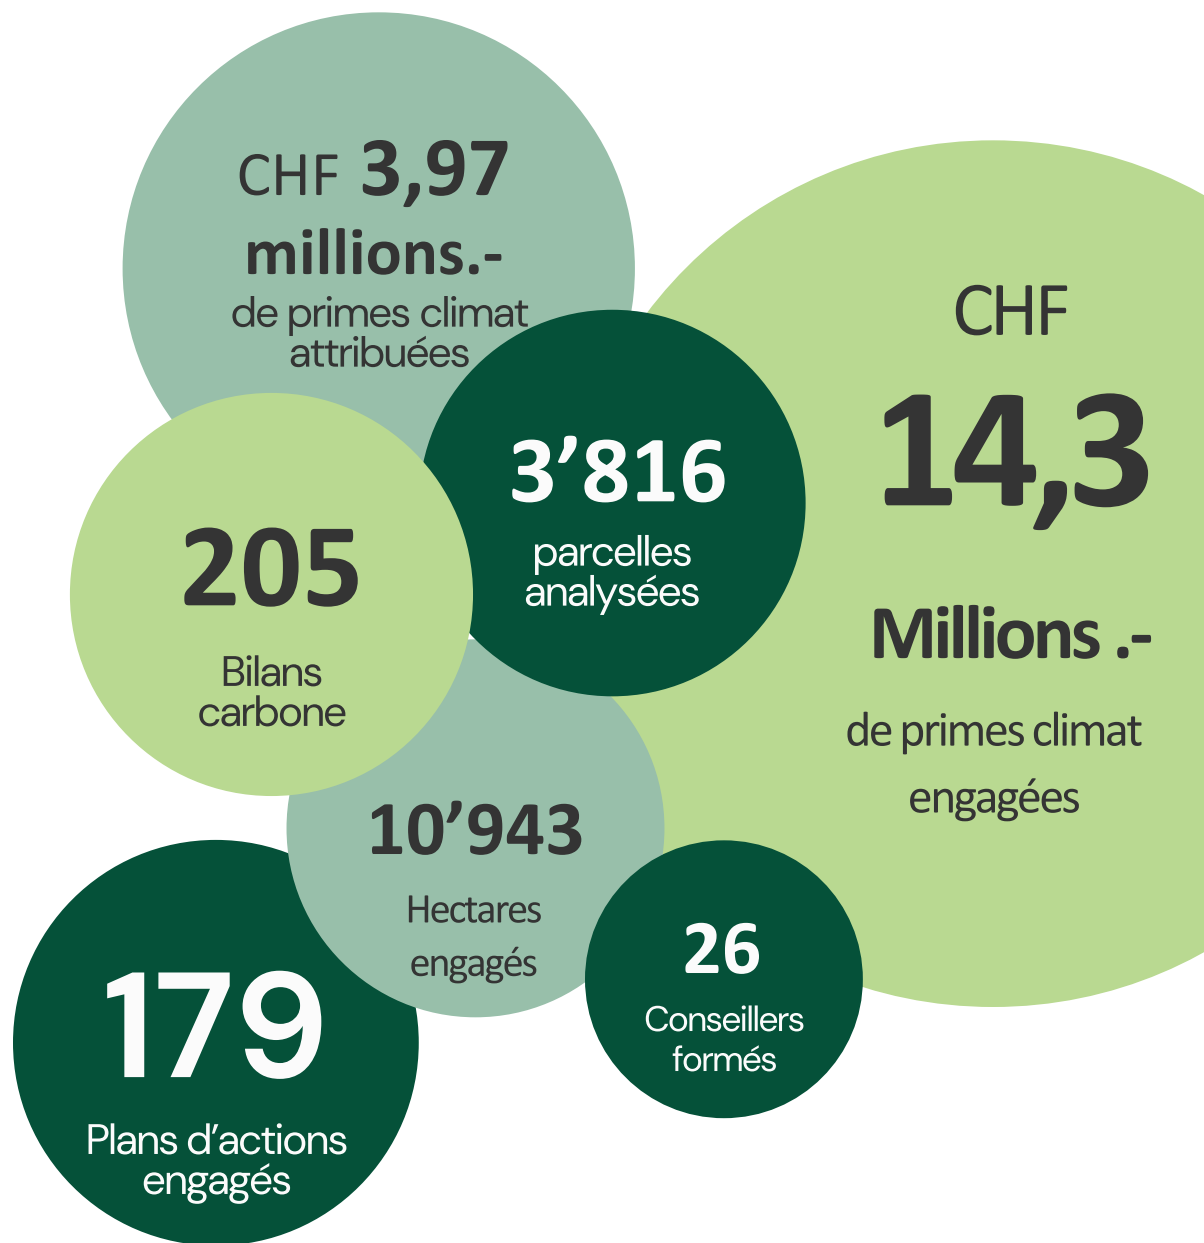 CHF 3,97
millions.-
de primes climat
attribuées
CHF
14,3
Millions .-
de primes climat
engagées
3’816
parcelles
analysées
205
Bilans
carbone
10’943
Hectares
engagés
26
Conseillers
formés
179
Plans d’actions
engagés